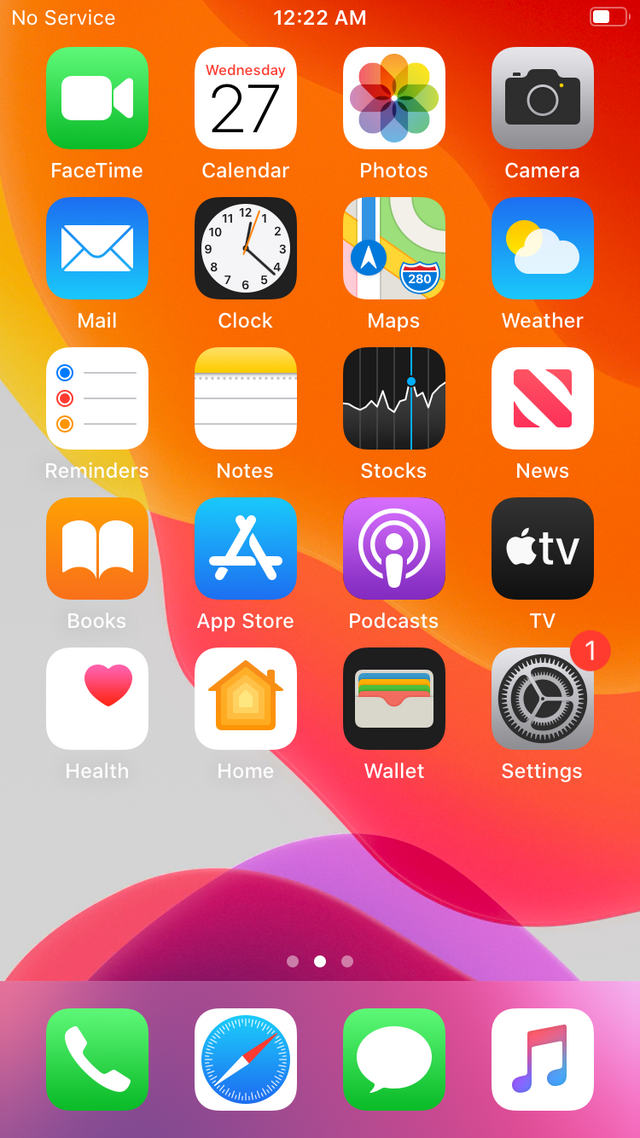 No Service 12:22 AM
Wednesday
27
FaceTime Calendar Photos Camera
12
11 1
10 2
9 3
8 4
7 5
6
280
Mail Clock Maps Weather
Reminders Notes Stocks News
tv
Books App Store Podcasts TV
1
Health Home Wallet Settings